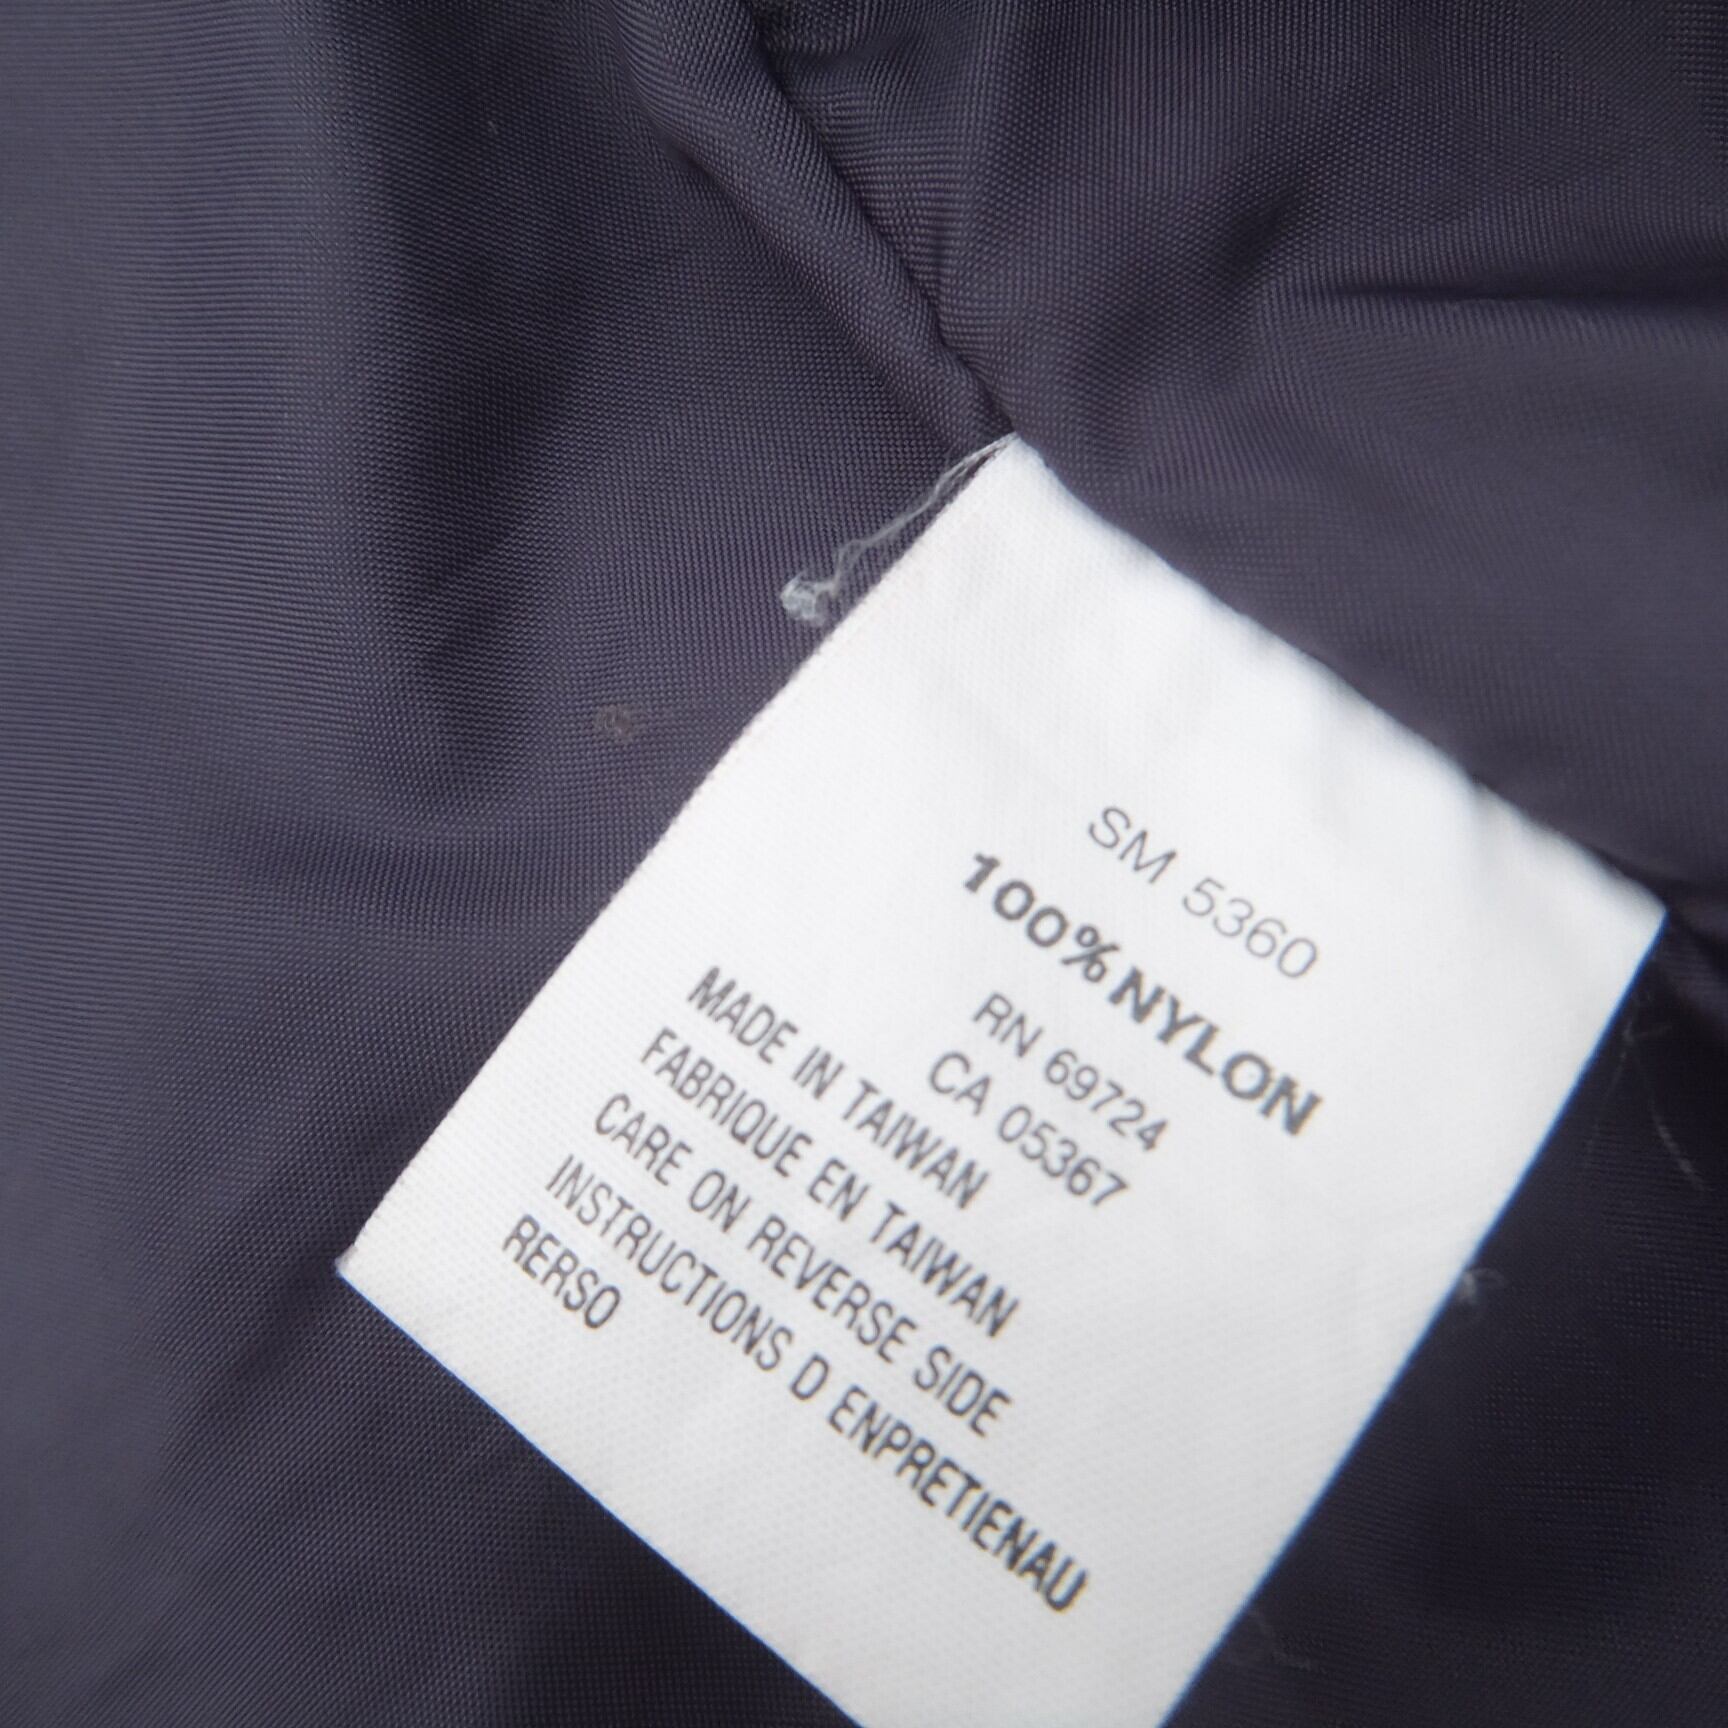 SM 5360
100% NYLON
RN 69724
CA 05367
MADE IN TAIWAN
FABRIQUE EN TAIWAN
CARE ON REVERSE SIDE
INSTRUCTIONS D ENPRETIENAU
RERSO